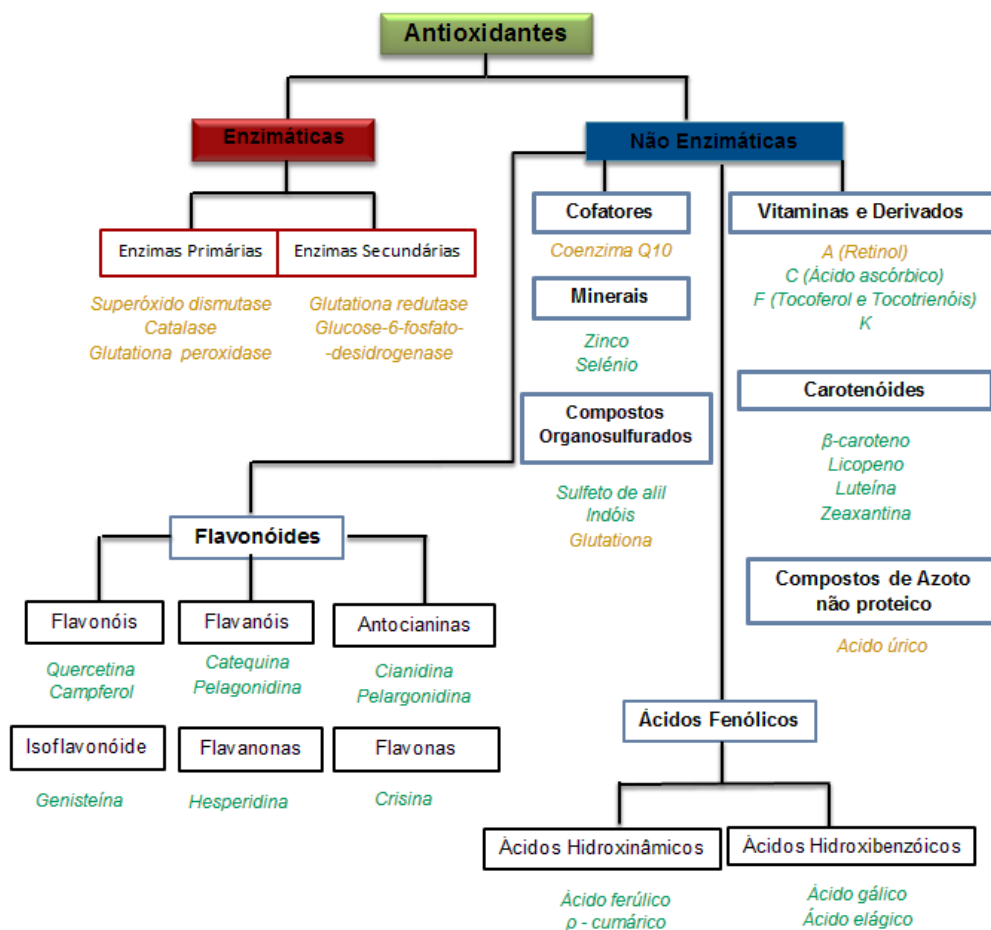 Antioxidantes
Enzimáticas
Não Enzimáticas
Enzimas Primárias
Enzimas Secundárias
Superóxido dismutase
Catalase
Glutationa peroxidase
Glutationa redutase
Glucose-6-fosfato-
-desidrogenase
Cofatores
Coenzima Q10
Minerais
Zinco
Selénio
Compostos
Organosulfurados
Sulfeto de alil
Indóis
Glutationa
Vitaminas e Derivados
A (Retinol)
C (Ácido ascórbico)
F (Tocoferol e Tocotrienóis)
K
Carotenóides
β-caroteno
Licopeno
Luteína
Zeaxantina
Compostos de Azoto
não proteico
Acido úrico
Flavonóides
Flavonóis
Quercetina
Campferol
Flavanóis
Catequina
Pelagonidina
Antocianinas
Cianidina
Pelargonidina
Isoflavonóide
Genisteína
Flavanonas
Hesperidina
Flavonas
Crisina
Ácidos Fenólicos
Ácidos Hidroxinâmicos
Ácido ferúlico
ρ - cumárico
Ácidos Hidroxibenzóicos
Ácido gálico
Ácido elágico